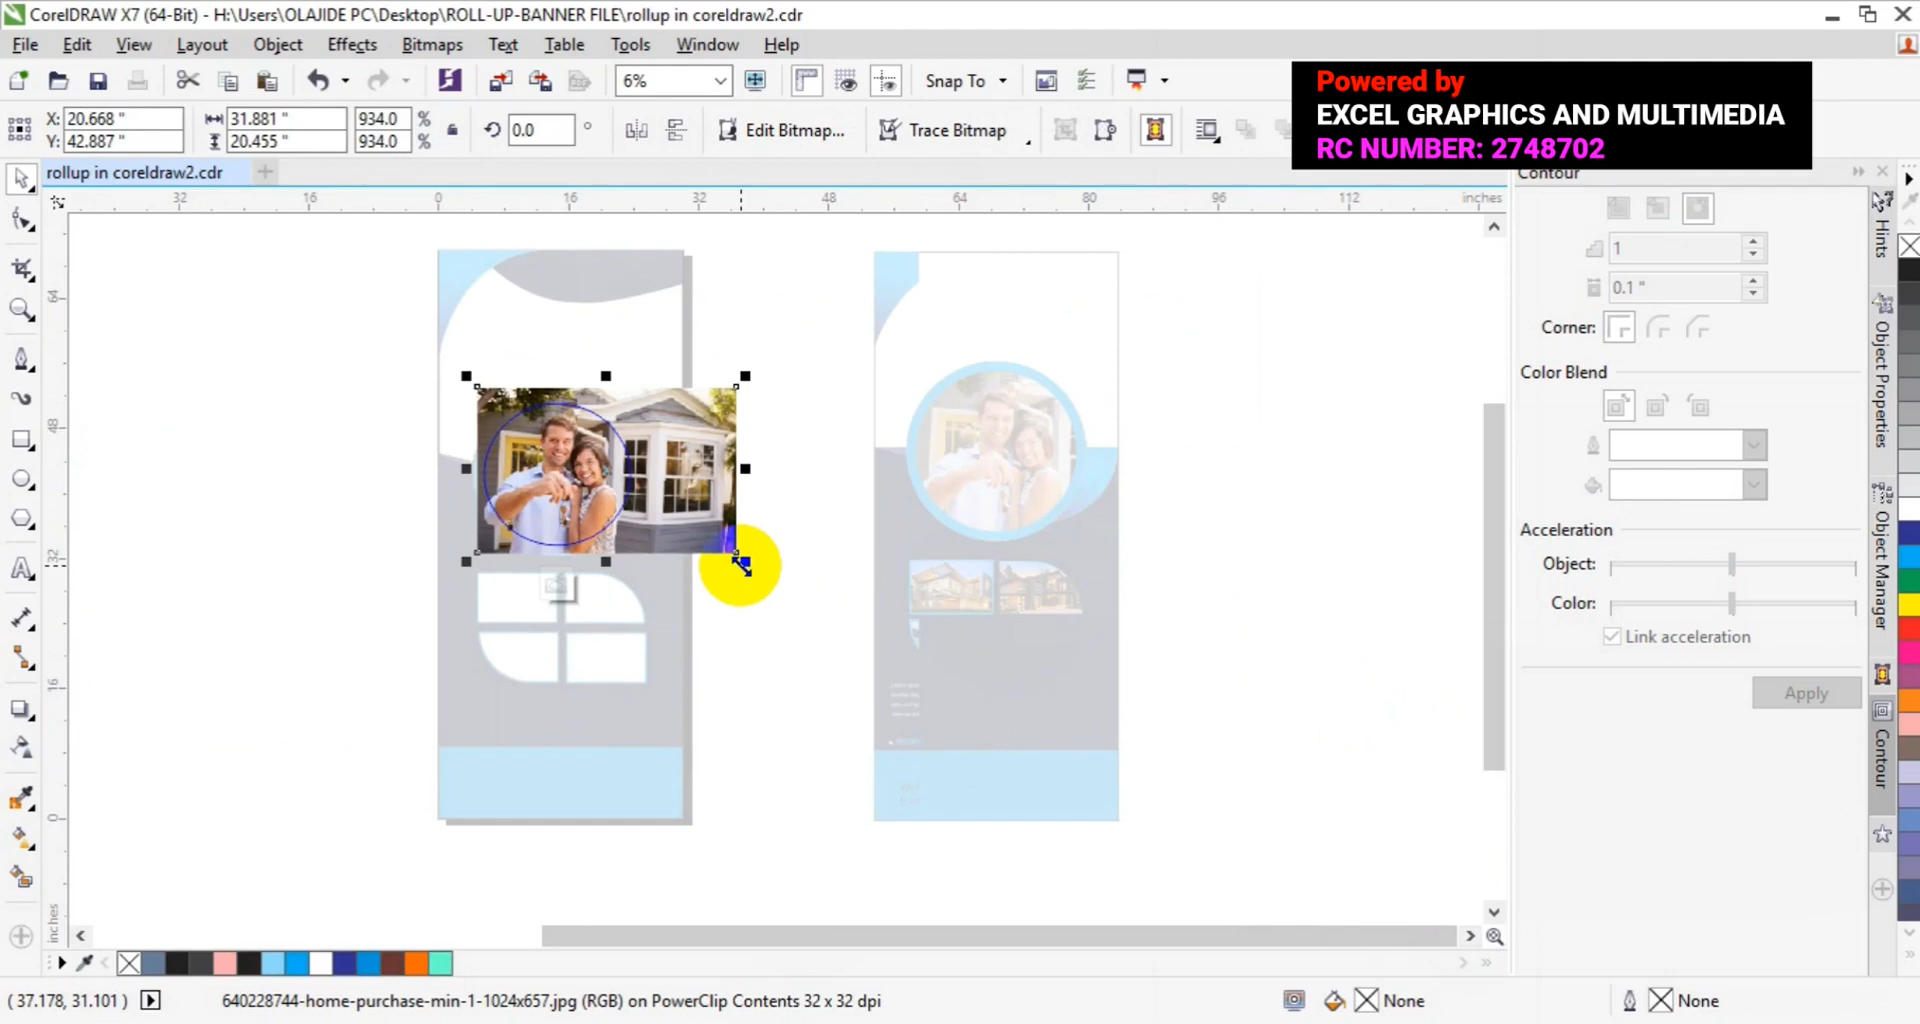 CorelDRAW X7 (64-Bit) - H:\Users\OLAJIDE PC\Desktop\ROLL-UP-BANNER FILE\rollup in coreldraw2.cdr
File Edit View Layout Object Effects Bitmaps Text Table Tools Window Help
6% Snap To
Powered by
EXCEL GRAPHICS AND MULTIMEDIA
RC NUMBER: 2748702
X: 20.668 " 31.881 " 934.0 %
Y: 42.887 " 20.455 " 934.0 %
0.0 ° Edit Bitmap... Trace Bitmap
rollup in coreldraw2.cdr
Contour
32 16 0 16 32 48 64 80 96 112 inches
64
48
32
16
0
inches
1
0.1 "
Corner:
Color Blend
Acceleration
Object:
Color:
Link acceleration
Apply
Hints
Object Properties
Object Manager
Contour
( 37.178, 31.101 ) 640228744-home-purchase-min-1-1024x657.jpg (RGB) on PowerClip Contents 32 x 32 dpi None None